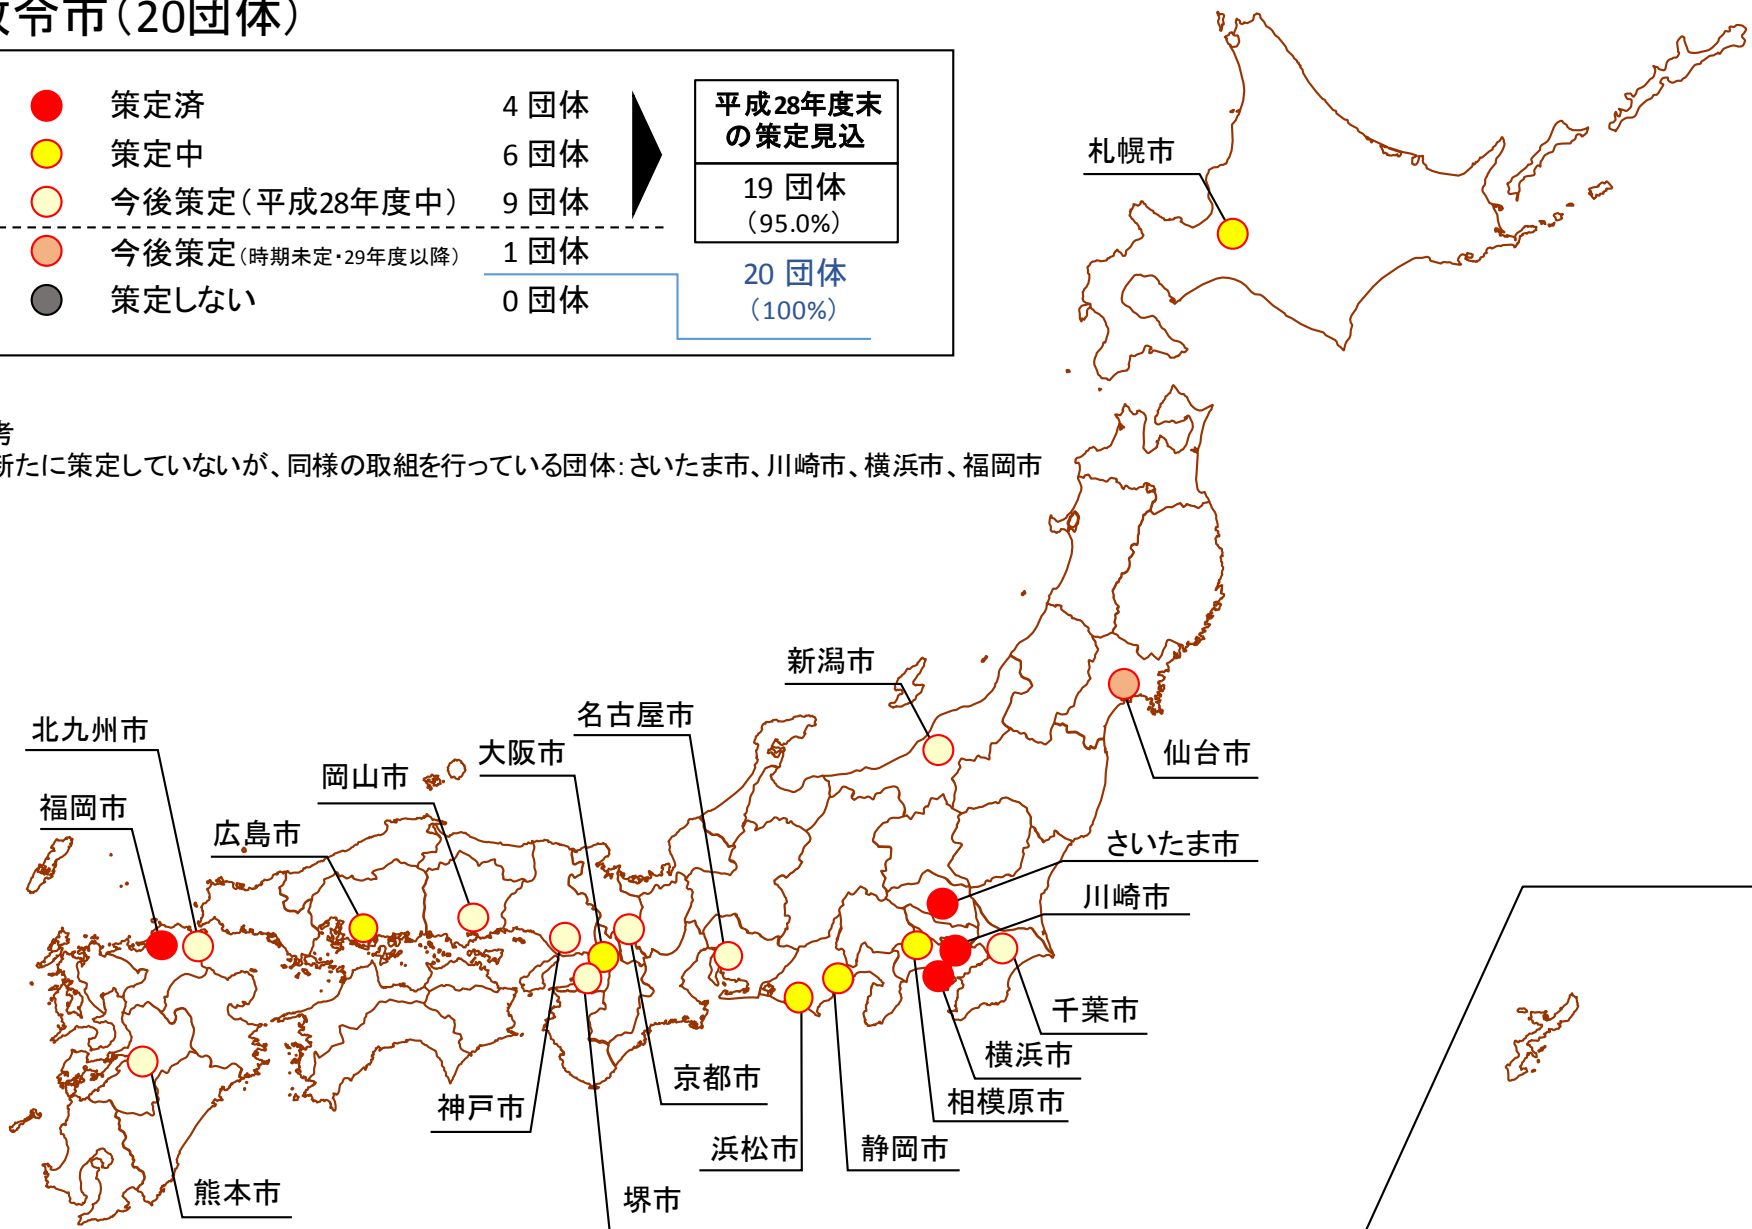 政令市（20団体）
策定済 4 団体
策定中 6 団体
今後策定（平成28年度中） 9 団体
今後策定（時期未定・29年度以降） 1 団体
策定しない 0 団体
平成28年度末
の策定見込
19 団体
（95.0%）
20 団体
（100%）
考
新たに策定していないが、同様の取組を行っている団体：さいたま市、川崎市、横浜市、福岡市
札幌市
新潟市
仙台市
名古屋市
北九州市
大阪市
岡山市
福岡市
広島市
さいたま市
川崎市
千葉市
横浜市
京都市
相模原市
神戸市
浜松市
静岡市
熊本市
堺市